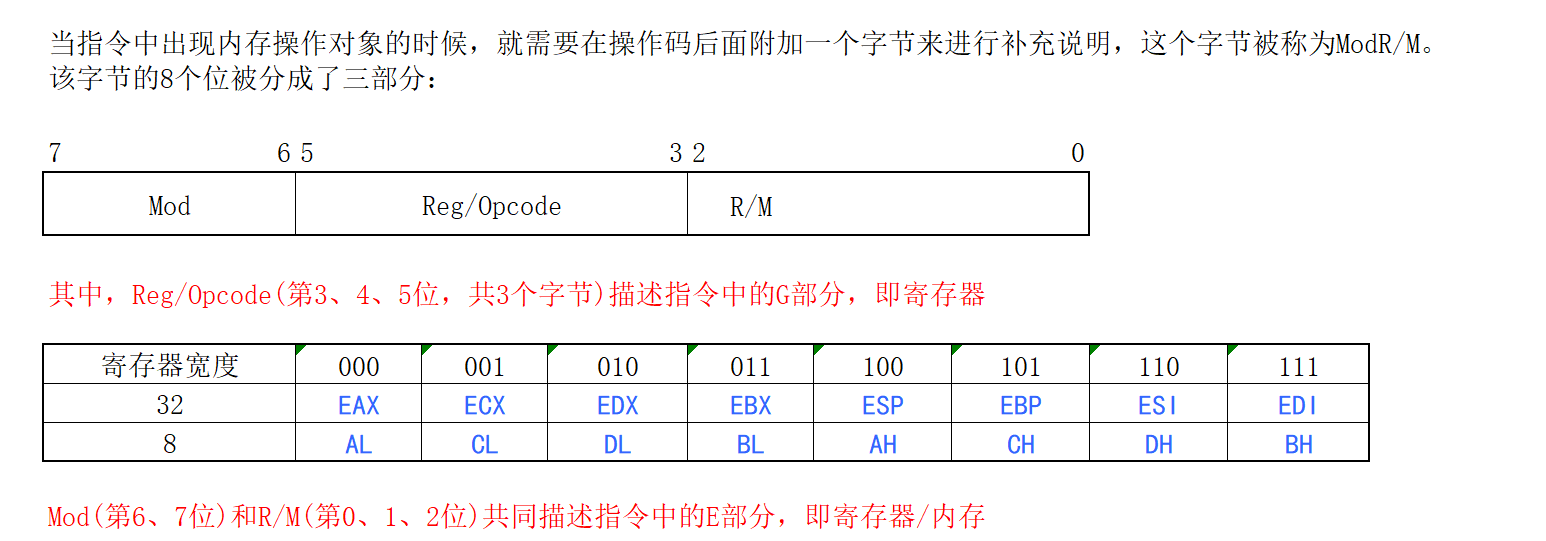 当指令中出现内存操作对象的时候，就需要在操作码后面附加一个字节来进行补充说明，这个字节被称为ModR/M。
该字节的8个位被分成了三部分：
7 6 5 3 2 0
Mod Reg/Opcode R/M
其中，Reg/Opcode(第3、4、5位，共3个字节)描述指令中的G部分，即寄存器
寄存器宽度 000 001 010 011 100 101 110 111
32 EAX ECX EDX EBX ESP EBP ESI EDI
8 AL CL DL BL AH CH DH BH
Mod(第6、7位)和R/M(第0、1、2位)共同描述指令中的E部分，即寄存器/内存